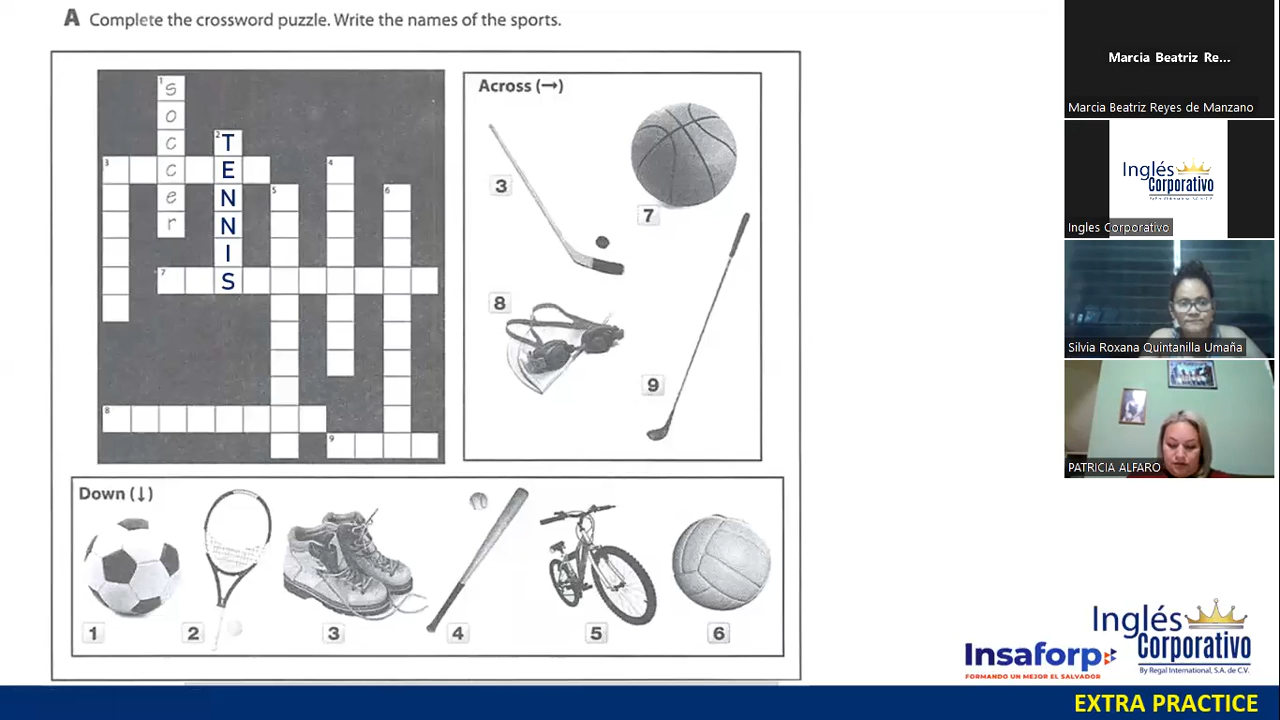 A Complete the crossword puzzle. Write the names of the sports.
1
s
o
c
c
e
r
2
T
E
N
N
I
S
3
4
5
6
7
8
9
Across (→)
3
7
8
9
Down (↓)
1
2
3
4
5
6
Marcia Beatriz Re...
Marcia Beatriz Reyes de Manzano
Inglés
Corporativo
Ingles Corporativo
Silvia Roxana Quintanilla Umaña
PATRICIA ALFARO
Insaforp
FORMANDO UN MEJOR EL SALVADOR
Inglés
Corporativo
By Regal International, S.A. de C.V.
EXTRA PRACTICE